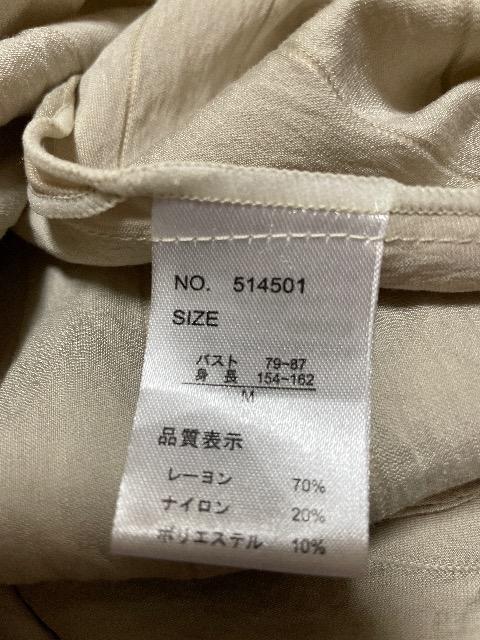 NO. 514501
SIZE
バスト 79-87
身 長 154-162
M
品質表示
レーヨン 70%
ナイロン 20%
ポリエステル 10%